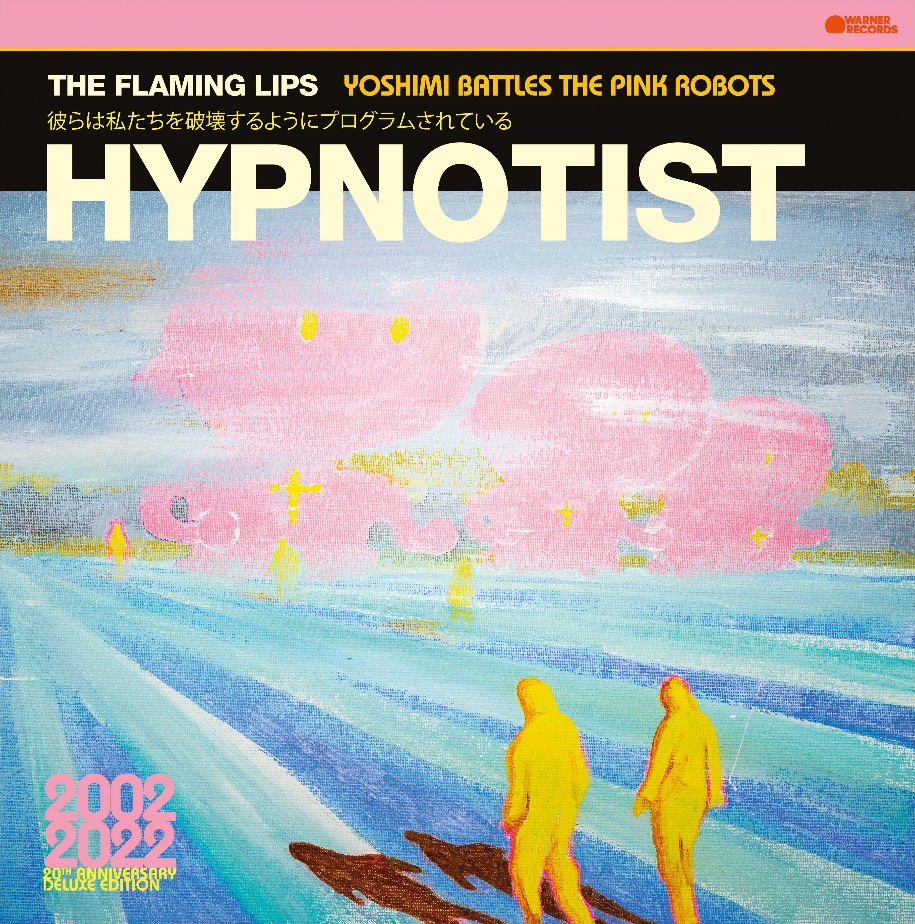 WARNER
RECORDS
THE FLAMING LIPS YOSHIMI BATTLES THE PINK ROBOTS
彼らは私たちを破壊するようにプログラムされている
HYPNOTIST
2002
2022
20TH ANNIVERSARY
DELUXE EDITION